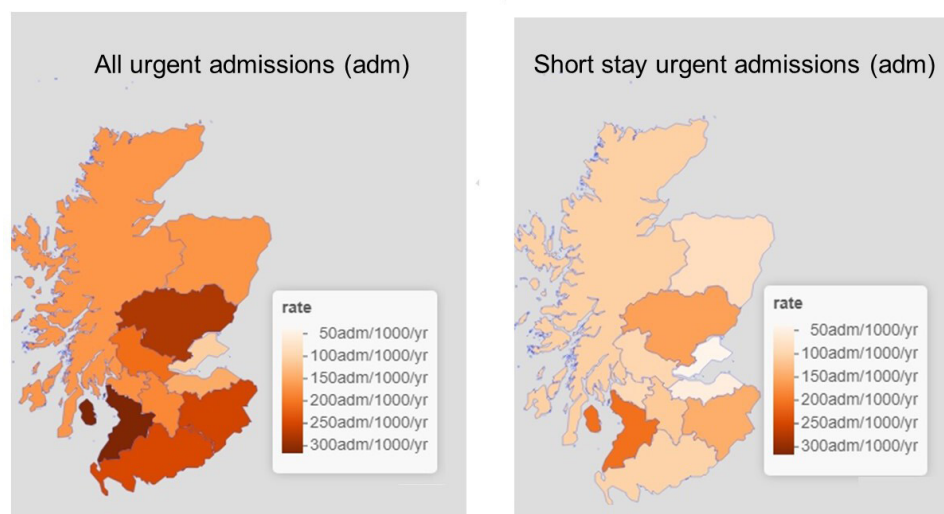 All urgent admissions (adm)
rate
50adm/1000/yr
100adm/1000/yr
150adm/1000/yr
200adm/1000/yr
250adm/1000/yr
300adm/1000/yr
Short stay urgent admissions (adm)
rate
50adm/1000/yr
100adm/1000/yr
150adm/1000/yr
200adm/1000/yr
250adm/1000/yr
300adm/1000/yr